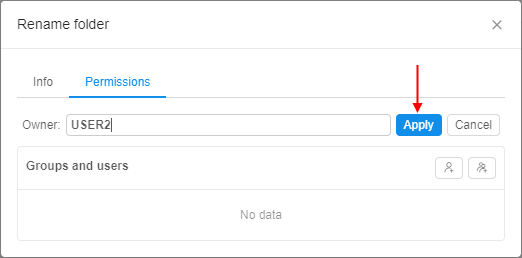 Rename folder
Info Permissions
Owner: USER2 Apply Cancel
Groups and users
No data